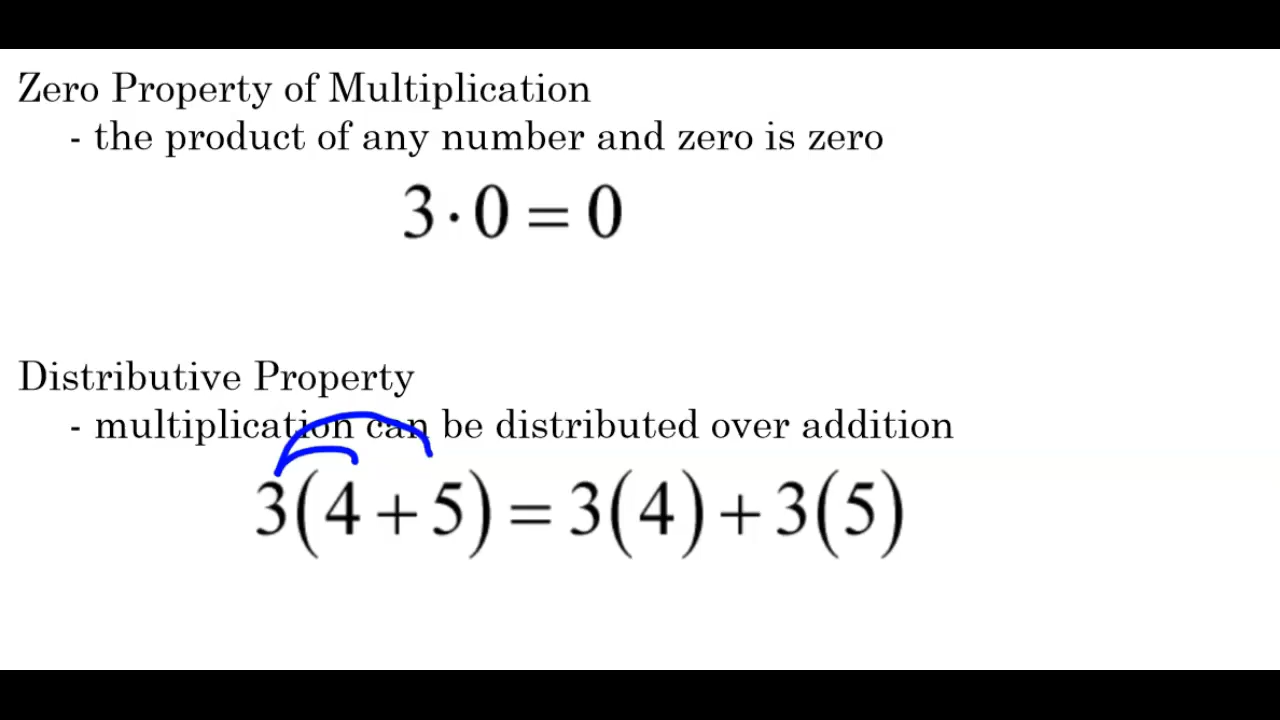 Zero Property of Multiplication
- the product of any number and zero is zero
3 · 0 = 0
Distributive Property
- multiplication can be distributed over addition
3(4 + 5) = 3(4) + 3(5)